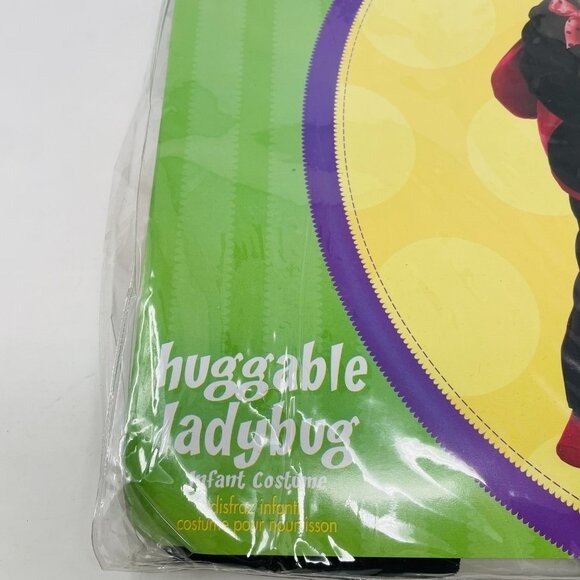 huggable
ladybug
infant Costume
disfraz infantil
costume pour nourrisson